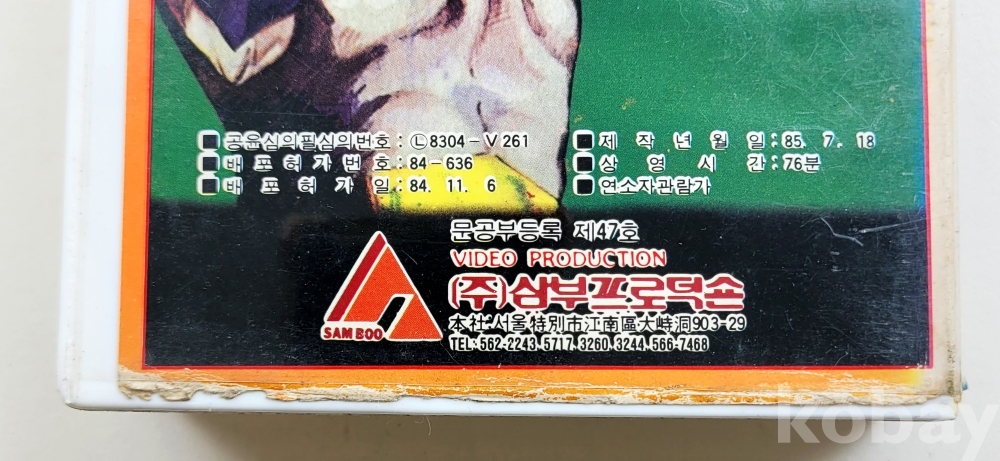 ■ 공윤심의필심의번호 : Ⓛ8304-V261
■ 배포허가번호 : 84-636
■ 배포허가일 : 84. 11. 6
■ 제작년월일 : 85. 7. 18
■ 상영시간 : 76분
■ 연소자관람가
문공부등록 제47호
VIDEO PRODUCTION
(주)삼부프로덕숀
SAM BOO
本社:서울特別市江南區大峙洞903-29
TEL:562-2243, 5717, 3260, 3244, 566-7468
kobay